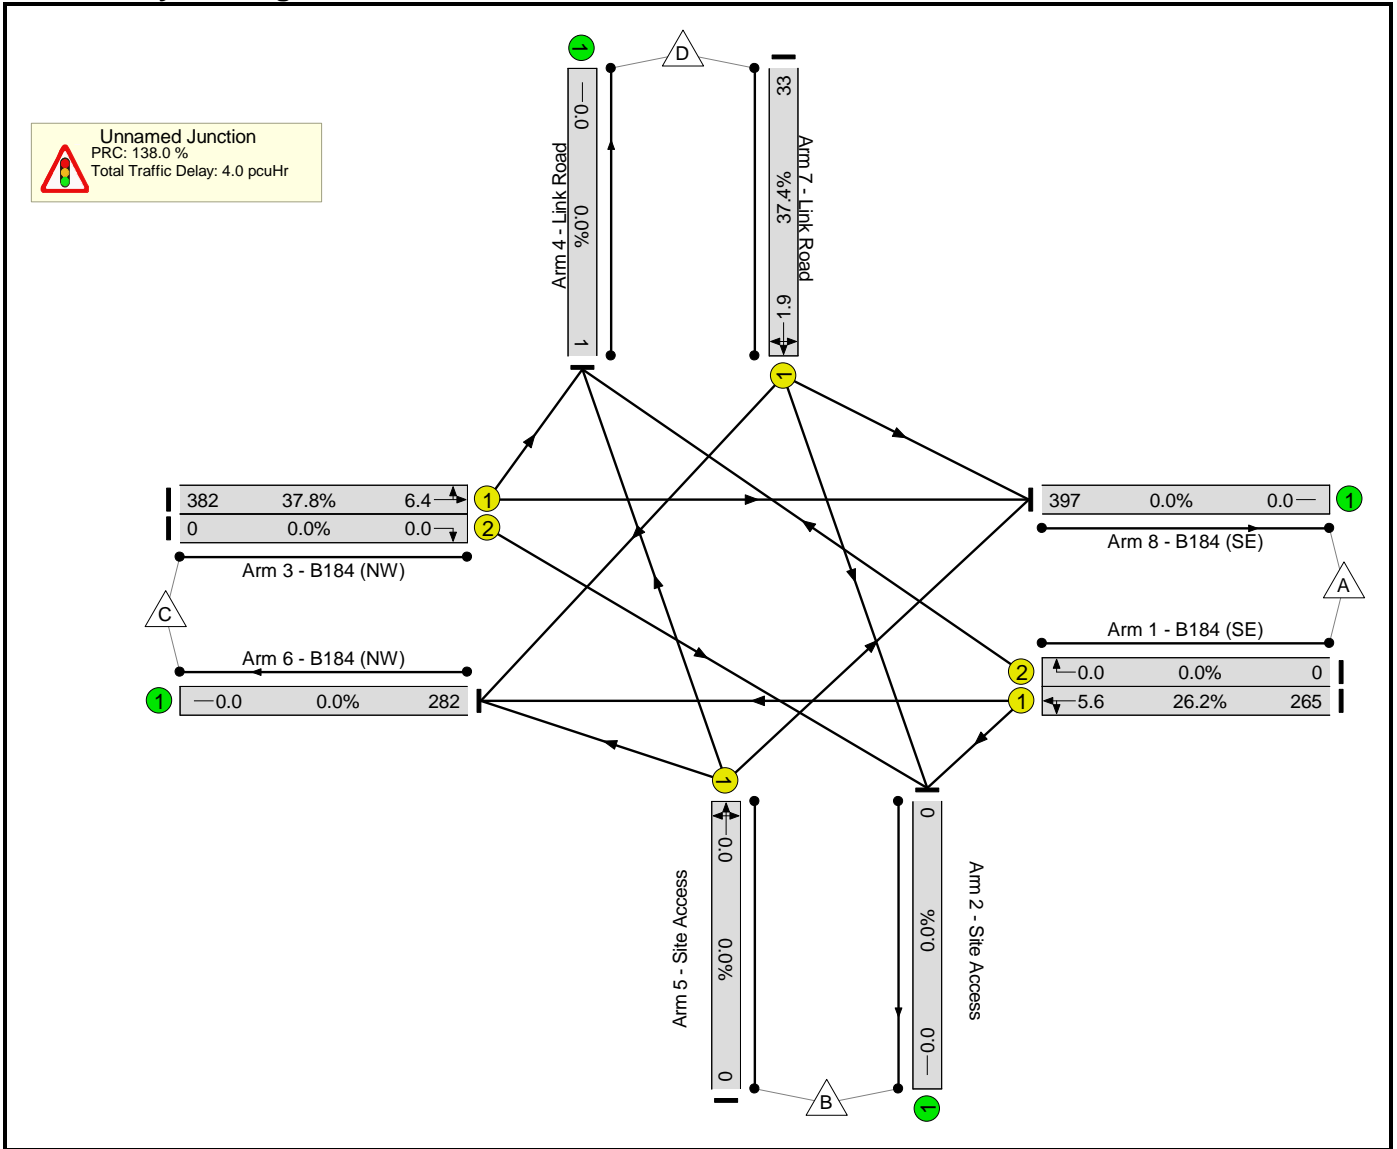 Unnamed Junction
PRC: 138.0 %
Total Traffic Delay: 4.0 pcuHr
1
D
Arm 4 - Link Road
0.0
0.0%
1
33
37.4%
1.9
Arm 7 - Link Road
1
382 37.8% 6.4 1
0 0.0% 0.0 2
Arm 3 - B184 (NW)
C
Arm 6 - B184 (NW)
1 0.0 0.0% 282
397 0.0% 0.0 1
Arm 8 - B184 (SE)
A
Arm 1 - B184 (SE)
2 0.0 0.0% 0
1 5.6 26.2% 265
1
Arm 5 - Site Access
0.0
0.0%
0
0
0.0%
0.0
Arm 2 - Site Access
B
1